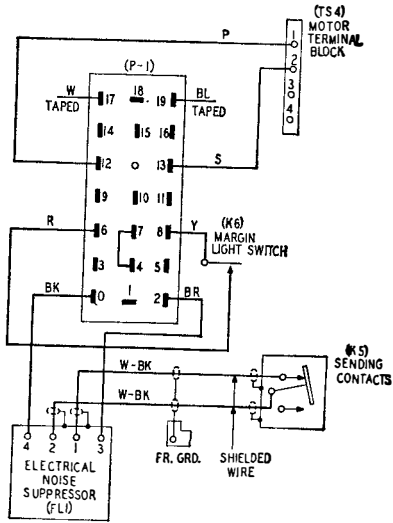 (TS4)
MOTOR
TERMINAL
BLOCK
P
1
2
3
4
(P-1)
W
TAPED
17
18
19
BL
TAPED
14
15
16
12
13
S
9
10
11
R
6
7
8
Y
(K6)
MARGIN
LIGHT SWITCH
3
4
5
BK
0
1
2
BR
(K5)
SENDING
CONTACTS
W-BK
W-BK
FR. GRD.
SHIELDED
WIRE
4
2
1
3
ELECTRICAL
NOISE
SUPPRESSOR
(FL1)